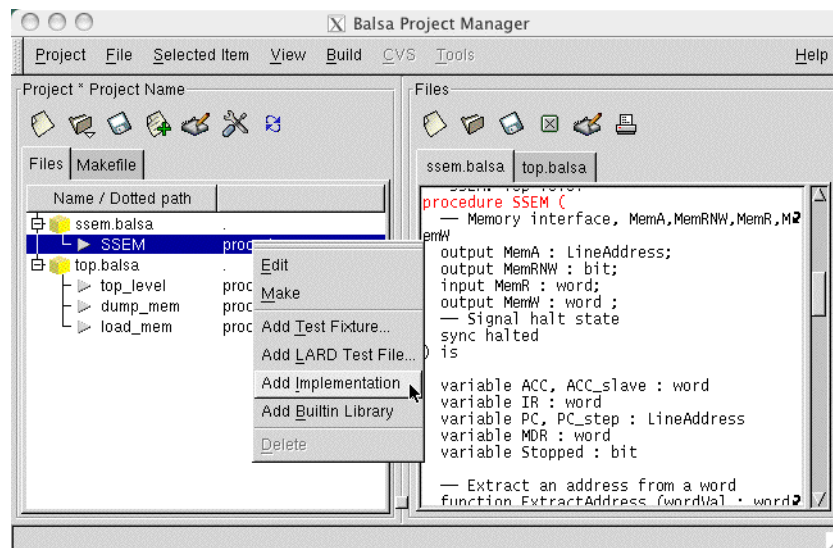 Balsa Project Manager
Project File Selected Item View Build CVS Tools Help
Project * Project Name
Files
Files Makefile
ssem.balsa top.balsa
Name / Dotted path
ssem.balsa .
SSEM proc
top.balsa .
top_level proc
dump_mem proc
load_mem proc
Edit
Make
Add Test Fixture...
Add LARD Test File...
Add Implementation
Add Builtin Library
Delete
procedure SSEM (
-- Memory interface, MemA,MemRNW,MemR,M
emW
output MemA : LineAddress;
output MemRNW : bit;
input MemR : word;
output MemW : word ;
-- Signal halt state
sync halted
) is
variable ACC, ACC_slave : word
variable IR : word
variable PC, PC_step : LineAddress
variable MDR : word
variable Stopped : bit
-- Extract an address from a word
function ExtractAddress (wordVal : word